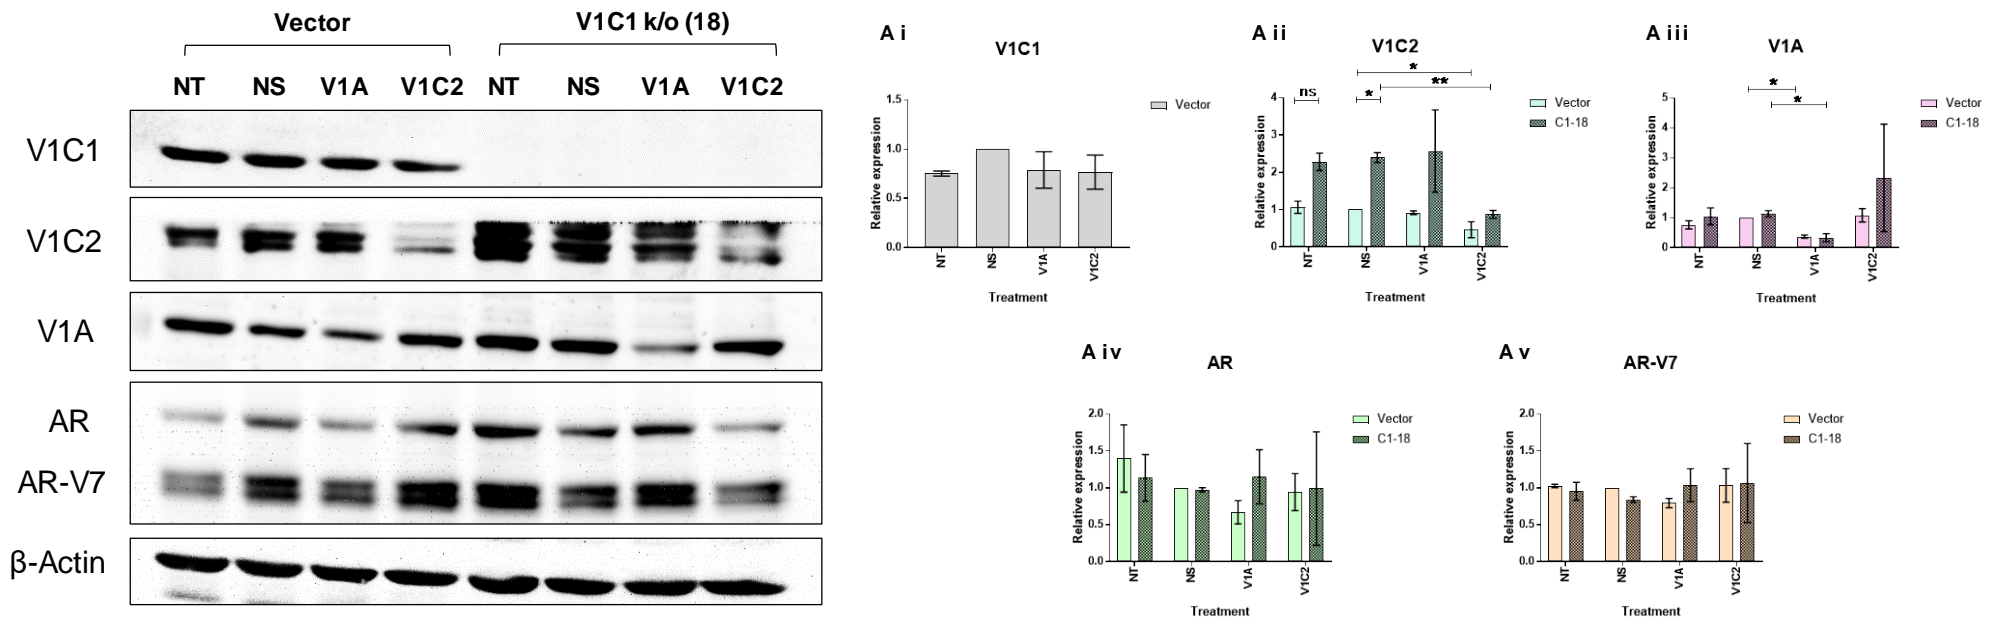 Vector V1C1 k/o (18)
NT NS V1A V1C2 NT NS V1A V1C2
V1C1
V1C2
V1A
AR
AR-V7
β-Actin
A i
V1C1
Relative expression
1.5
1.0
0.5
0.0
NT NS V1A V1C2
Treatment
Vector
A ii
V1C2
Relative expression
4
3
2
1
0
ns * * **
NT NS V1A V1C2
Treatment
Vector
C1-18
A iii
V1A
Relative expression
5
4
3
2
1
0
* *
NT NS V1A V1C2
Treatment
Vector
C1-18
A iv
AR
Relative expression
2.0
1.5
1.0
0.5
0.0
NT NS V1A V1C2
Treatment
Vector
C1-18
A v
AR-V7
Relative expression
2.0
1.5
1.0
0.5
0.0
NT NS V1A V1C2
Treatment
Vector
C1-18